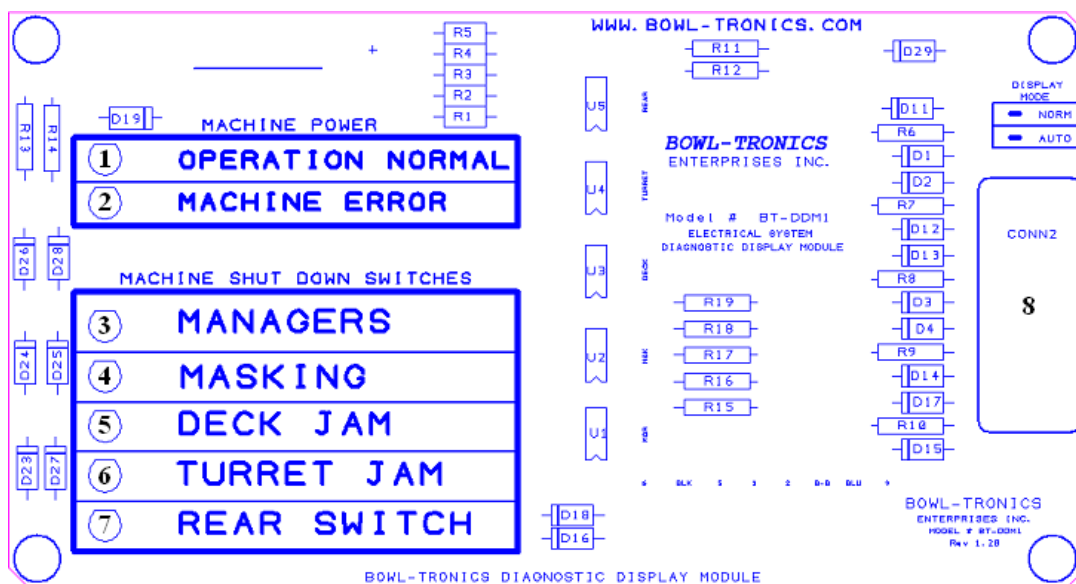 WWW.BOWL-TRONICS.COM
R5
R4
R3
R2
R1
+
R11
R12
D29
DISPLAY
MODE
NORM
AUTO
R13
R14
D19
MACHINE POWER
1 OPERATION NORMAL
2 MACHINE ERROR
U5
NEAR
U4
TURRET
U3
DECK
U2
U1
BOWL-TRONICS
ENTERPRISES INC.
Model # BT-DDM1
ELECTRICAL SYSTEM
DIAGNOSTIC DISPLAY MODULE
D11
R6
D1
D2
R7
D12
D13
R8
D3
D4
R9
D14
D17
R10
D15
CONN2
8
D26
D28
D24
D25
D23
D27
MACHINE SHUT DOWN SWITCHES
3 MANAGERS
4 MASKING
5 DECK JAM
6 TURRET JAM
7 REAR SWITCH
R19
R18
R17
R16
R15
6 BLK 5 3 2 B-B BLU 9
D18
D16
BOWL-TRONICS
ENTERPRISES INC.
MODEL # BT-DDM1
Rev 1.20
BOWL-TRONICS DIAGNOSTIC DISPLAY MODULE